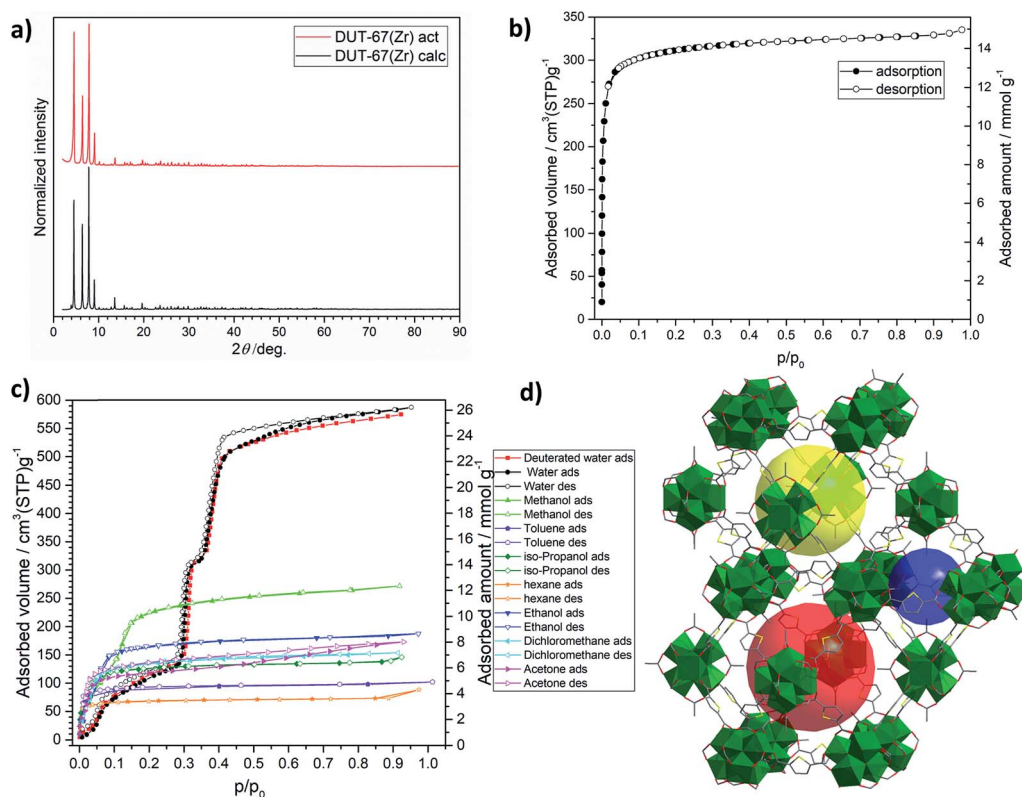 a)
DUT-67(Zr) act
DUT-67(Zr) calc
Normalized intensity
0 10 20 30 40 50 60 70 80 90
2θ/deg.
b)
350
300
250
200
150
100
50
0
Adsorbed volume / cm³(STP)g⁻¹
adsorption
desorption
14
12
10
8
6
4
2
0
Adsorbed amount / mmol g⁻¹
0.0 0.1 0.2 0.3 0.4 0.5 0.6 0.7 0.8 0.9 1.0
p/p₀
c)
600
550
500
450
400
350
300
250
200
150
100
50
0
Adsorbed volume / cm³(STP)g⁻¹
26
24
22
20
18
16
14
12
10
8
6
4
2
0
Adsorbed amount / mmol g⁻¹
0.0 0.1 0.2 0.3 0.4 0.5 0.6 0.7 0.8 0.9 1.0
p/p₀
Deuterated water ads
Water ads
Water des
Methanol ads
Methanol des
Toluene ads
Toluene des
iso-Propanol ads
iso-Propanol des
hexane ads
hexane des
Ethanol ads
Ethanol des
Dichloromethane ads
Dichloromethane des
Acetone ads
Acetone des
d)